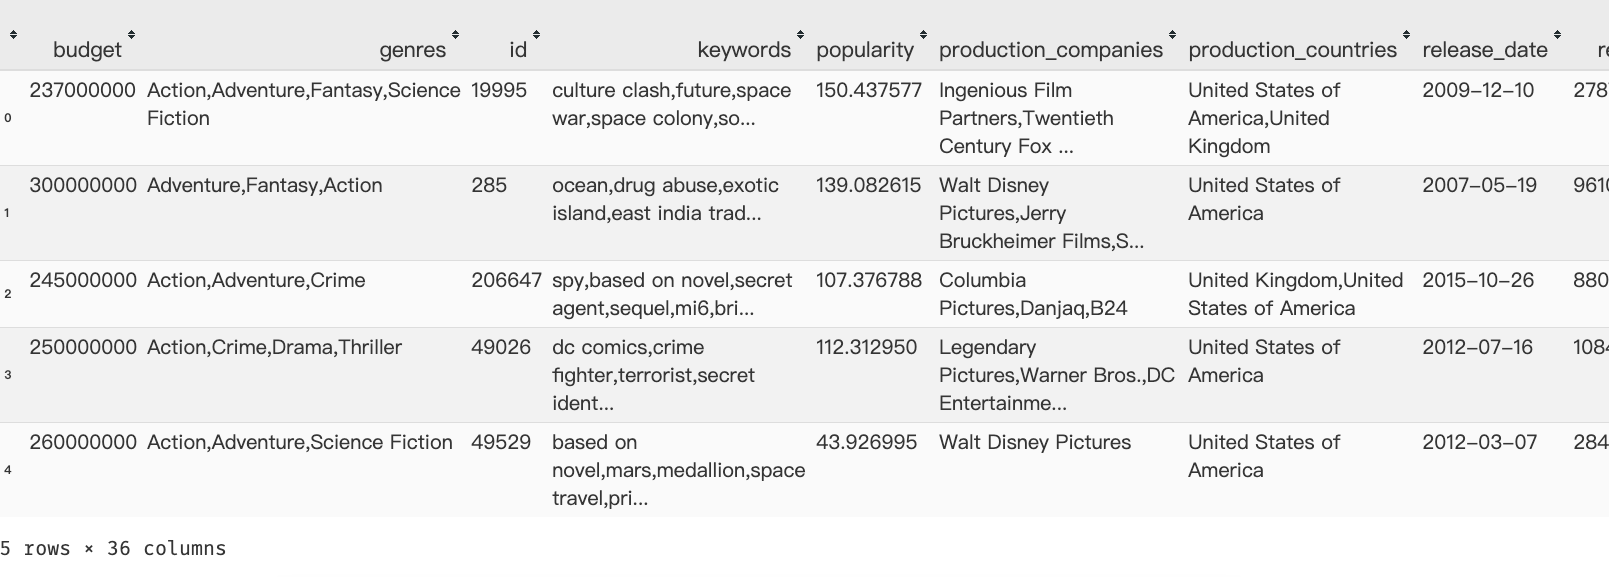 budget genres id keywords popularity production_companies production_countries release_date re
0 237000000 Action,Adventure,Fantasy,Science 19995 culture clash,future,space 150.437577 Ingenious Film United States of 2009-12-10 278
Fiction war,space colony,so... Partners,Twentieth America,United
Century Fox ... Kingdom
1 300000000 Adventure,Fantasy,Action 285 ocean,drug abuse,exotic 139.082615 Walt Disney United States of 2007-05-19 9610
island,east india trad... Pictures,Jerry America
Bruckheimer Films,S...
2 245000000 Action,Adventure,Crime 206647 spy,based on novel,secret 107.376788 Columbia United Kingdom,United 2015-10-26 880
agent,sequel,mi6,bri... Pictures,Danjaq,B24 States of America
3 250000000 Action,Crime,Drama,Thriller 49026 dc comics,crime 112.312950 Legendary United States of 2012-07-16 1084
fighter,terrorist,secret Pictures,Warner Bros.,DC America
ident... Entertainme...
4 260000000 Action,Adventure,Science Fiction 49529 based on 43.926995 Walt Disney Pictures United States of 2012-03-07 284
novel,mars,medallion,space America
travel,pri...
5 rows × 36 columns